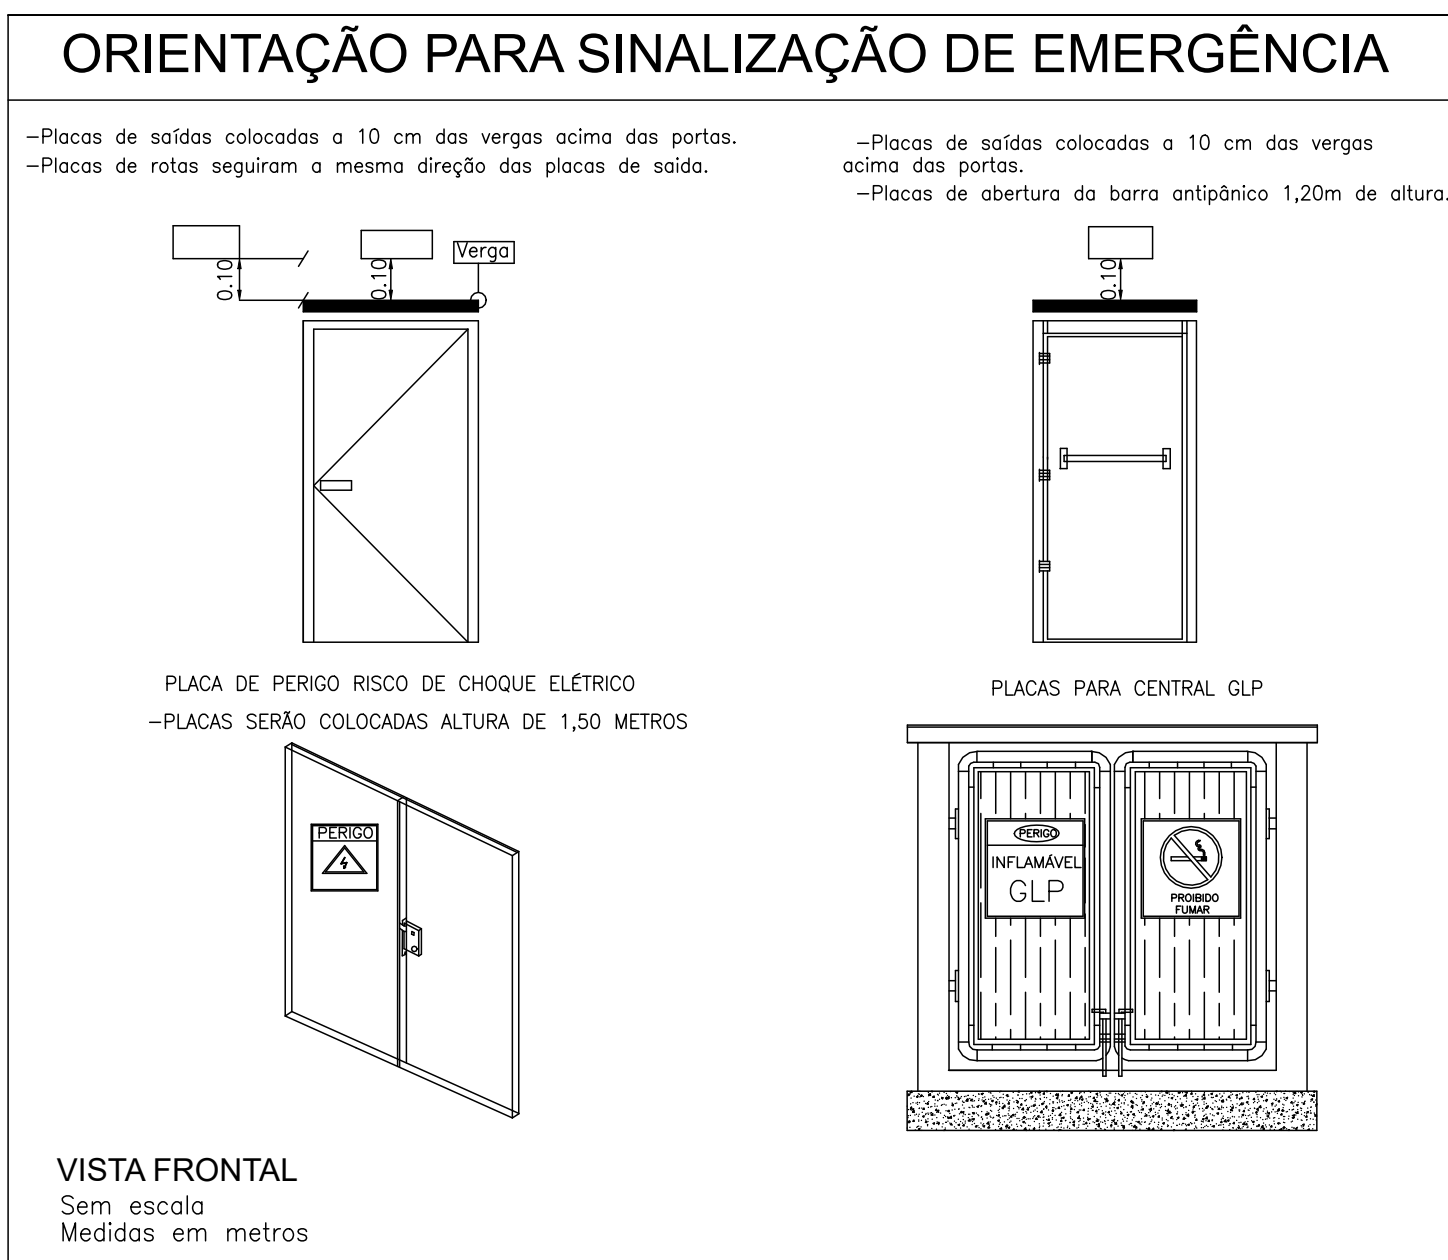 ORIENTAÇÃO PARA SINALIZAÇÃO DE EMERGÊNCIA
-Placas de saídas colocadas a 10 cm das vergas acima das portas.
-Placas de rotas seguiram a mesma direção das placas de saida.
0.10
0.10
Verga
-Placas de saídas colocadas a 10 cm das vergas
acima das portas.
-Placas de abertura da barra antipânico 1,20m de altura.
0.10
PLACA DE PERIGO RISCO DE CHOQUE ELÉTRICO
-PLACAS SERÃO COLOCADAS ALTURA DE 1,50 METROS
PERIGO
PLACAS PARA CENTRAL GLP
PERIGO
INFLAMÁVEL
GLP
PROIBIDO
FUMAR
VISTA FRONTAL
Sem escala
Medidas em metros